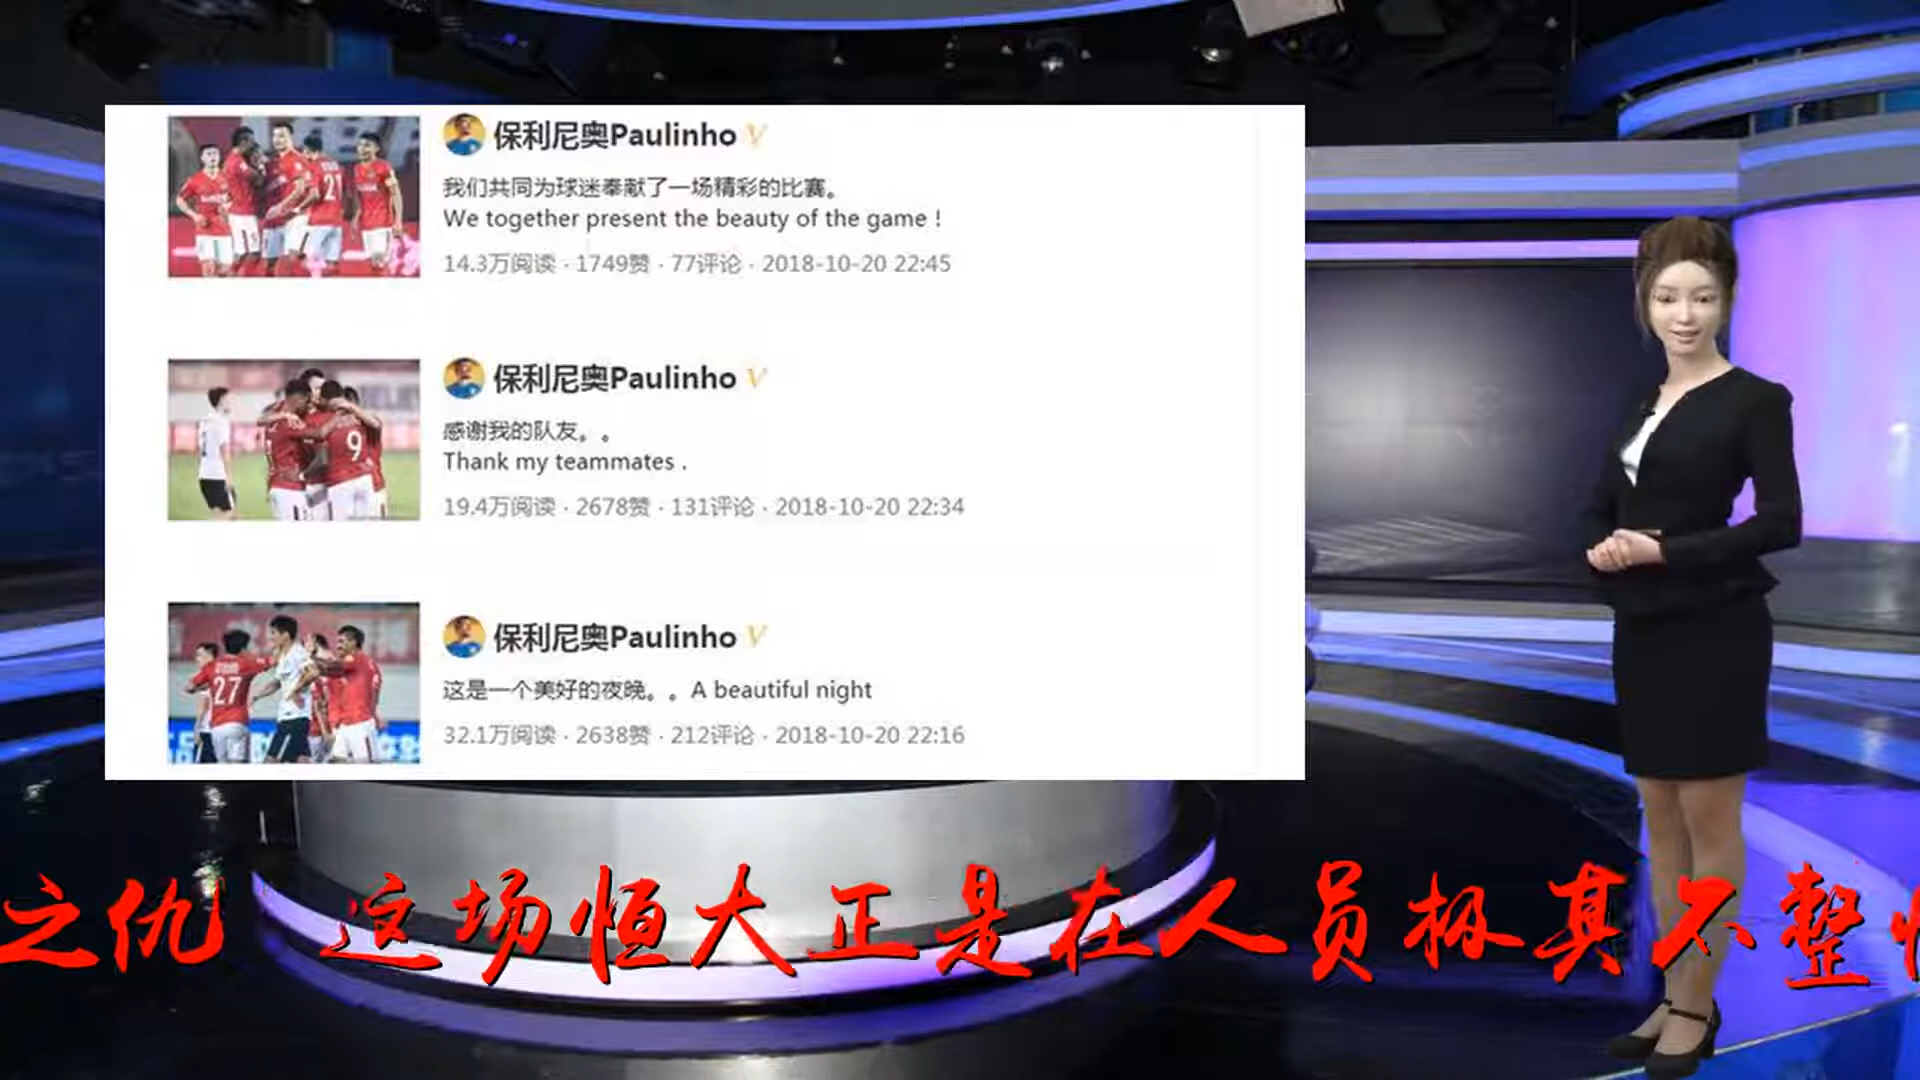 保利尼奥Paulinho V
我们共同为球迷奉献了一场精彩的比赛。
We together present the beauty of the game !
14.3万阅读 · 1749赞 · 77评论 · 2018-10-20 22:45
21
保利尼奥Paulinho V
感谢我的队友。。
Thank my teammates .
19.4万阅读 · 2678赞 · 131评论 · 2018-10-20 22:34
9
保利尼奥Paulinho V
这是一个美好的夜晚。。A beautiful night
32.1万阅读 · 2638赞 · 212评论 · 2018-10-20 22:16
27
之仇 这场恒大正是在人员极其不整